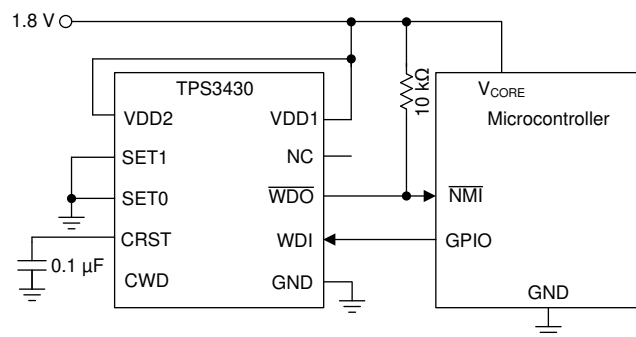 1.8 V
TPS3430
VDD2
VDD1
SET1
NC
SET0
WDO
CRST
WDI
CWD
GND
0.1 µF
10 kΩ
VCORE
Microcontroller
NMI
GPIO
GND